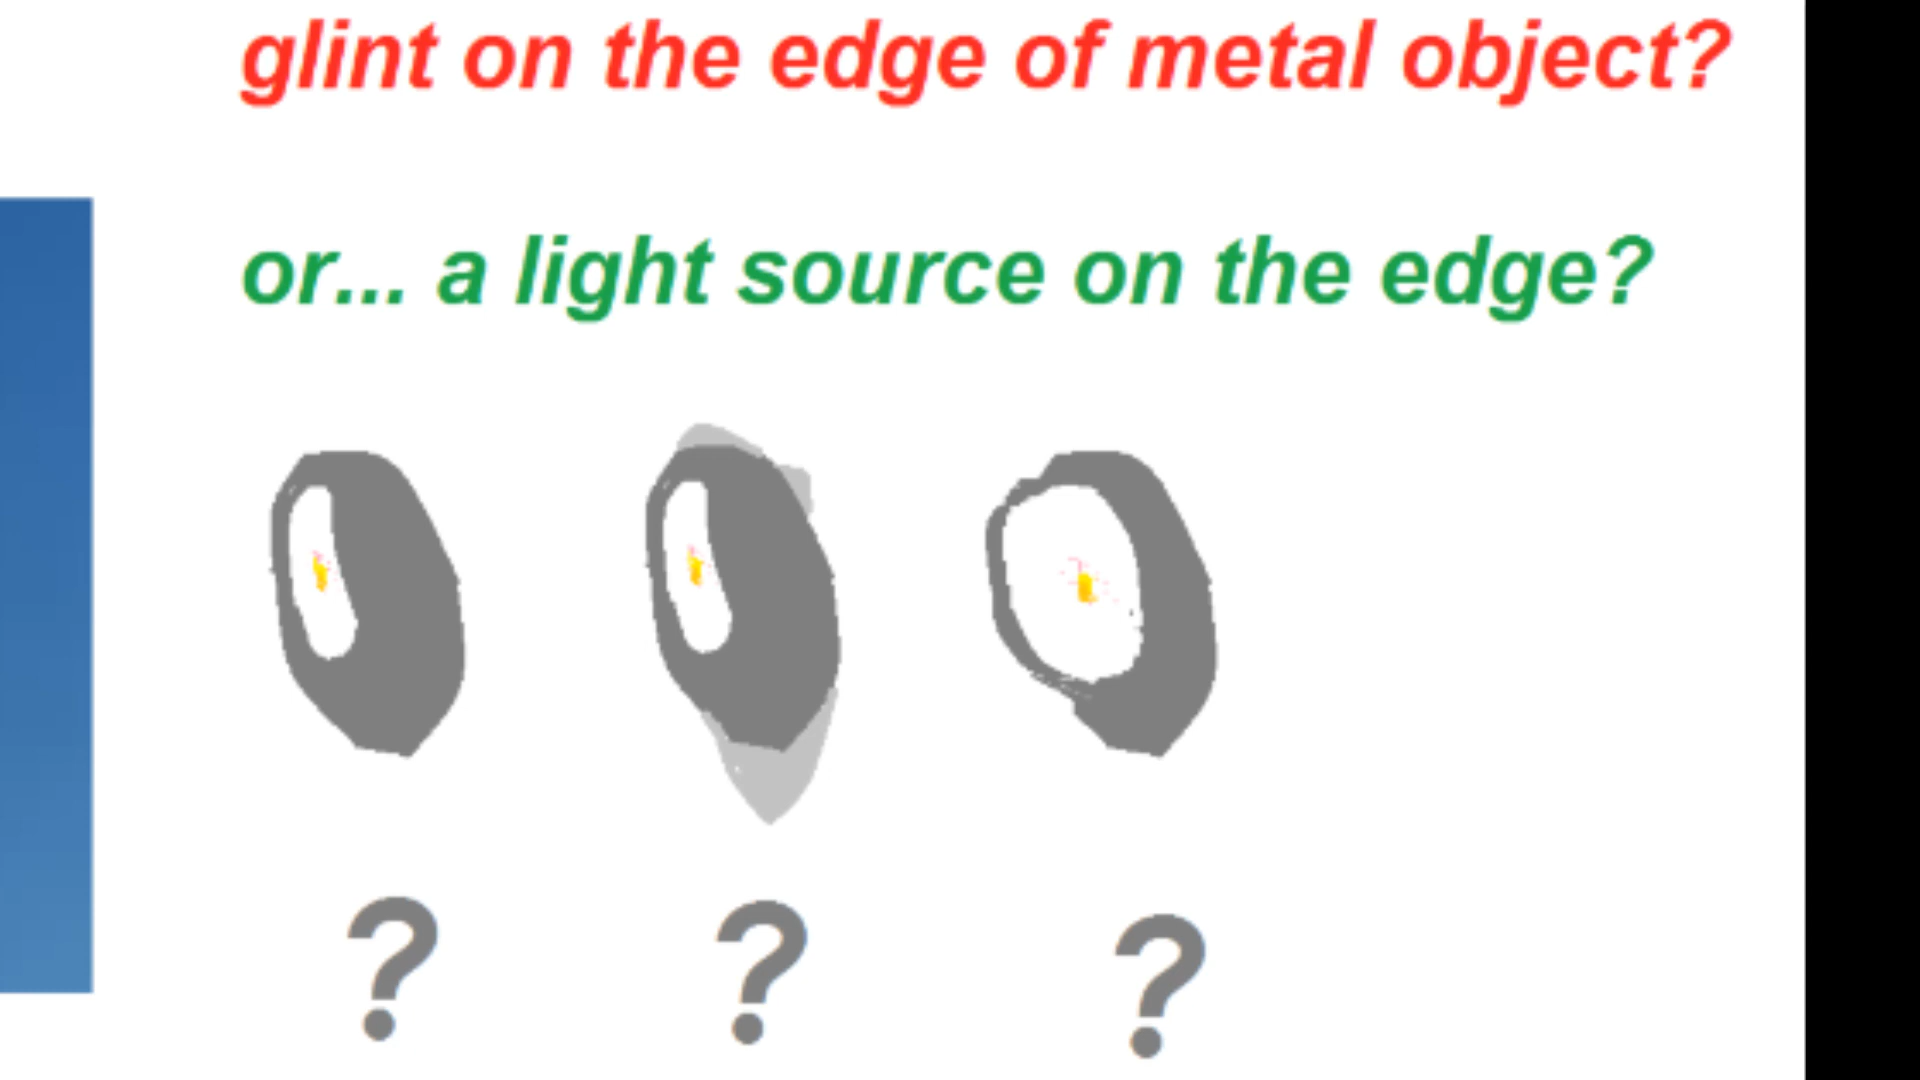 glint on the edge of metal object?
or... a light source on the edge?
? ? ?